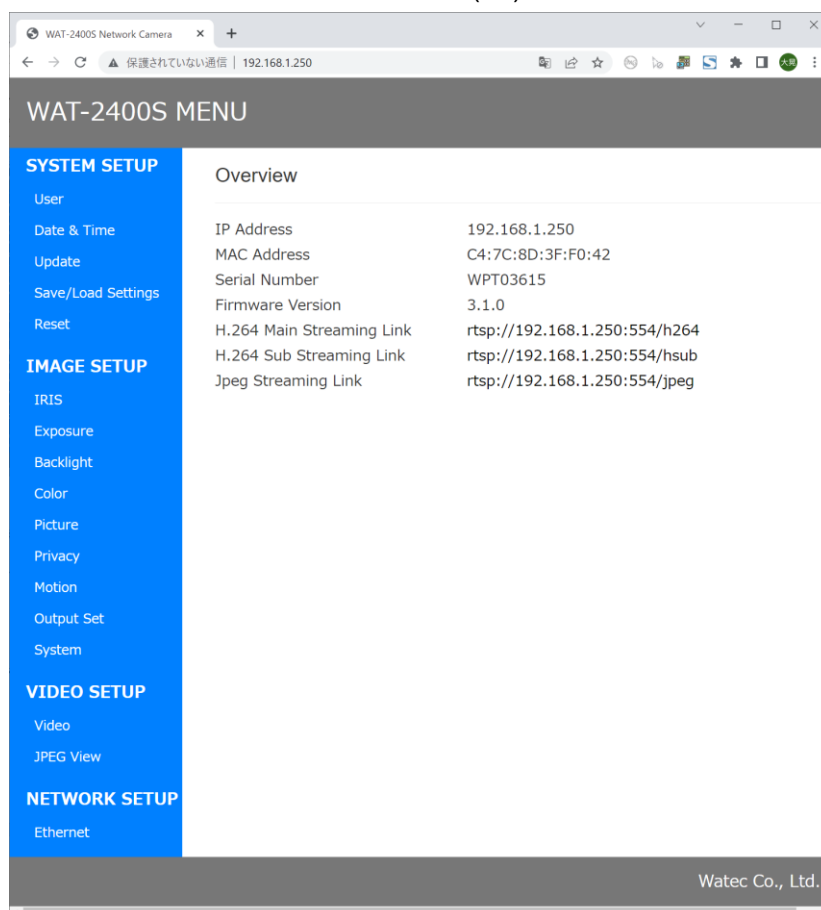 WAT-2400S Network Camera
保護されていない通信 | 192.168.1.250
大晃
WAT-2400S MENU
SYSTEM SETUP
User
Date & Time
Update
Save/Load Settings
Reset
IMAGE SETUP
IRIS
Exposure
Backlight
Color
Picture
Privacy
Motion
Output Set
System
VIDEO SETUP
Video
JPEG View
NETWORK SETUP
Ethernet
Overview
IP Address 192.168.1.250
MAC Address C4:7C:8D:3F:F0:42
Serial Number WPT03615
Firmware Version 3.1.0
H.264 Main Streaming Link rtsp://192.168.1.250:554/h264
H.264 Sub Streaming Link rtsp://192.168.1.250:554/hsub
Jpeg Streaming Link rtsp://192.168.1.250:554/jpeg
Watec Co., Ltd.